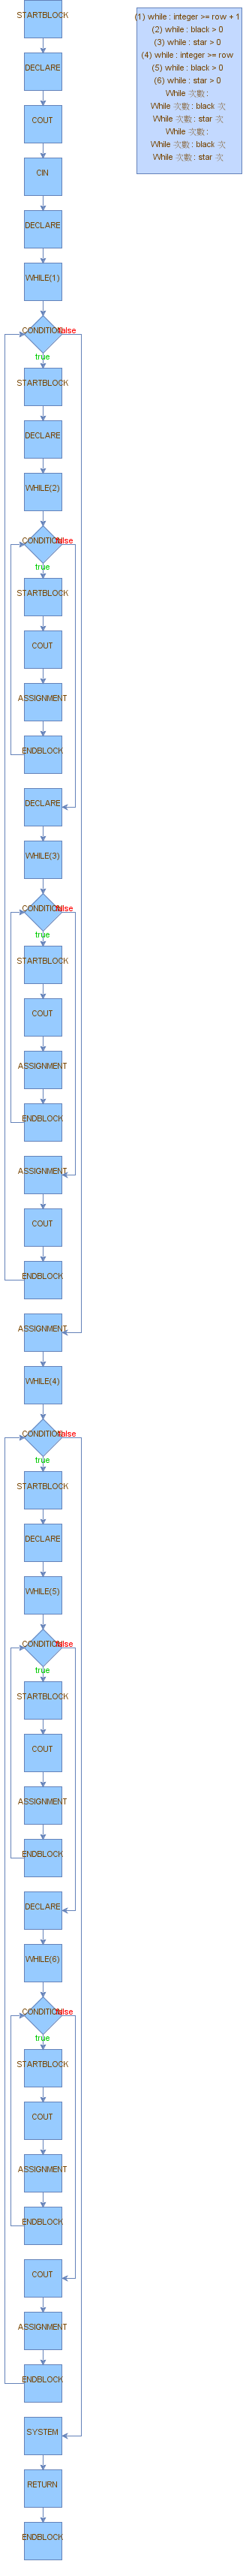 STARTBLOCK
DECLARE
COUT
CIN
DECLARE
WHILE(1)
CONDITION false
true
STARTBLOCK
DECLARE
WHILE(2)
CONDITION false
true
STARTBLOCK
COUT
ASSIGNMENT
ENDBLOCK
DECLARE
WHILE(3)
CONDITION false
true
STARTBLOCK
COUT
ASSIGNMENT
ENDBLOCK
ASSIGNMENT
COUT
ENDBLOCK
ASSIGNMENT
WHILE(4)
CONDITION false
true
STARTBLOCK
DECLARE
WHILE(5)
CONDITION false
true
STARTBLOCK
COUT
ASSIGNMENT
ENDBLOCK
DECLARE
WHILE(6)
CONDITION false
true
STARTBLOCK
COUT
ASSIGNMENT
ENDBLOCK
COUT
ASSIGNMENT
ENDBLOCK
SYSTEM
RETURN
ENDBLOCK
(1) while : integer >= row + 1
(2) while : black > 0
(3) while : star > 0
(4) while : integer >= row
(5) while : black > 0
(6) while : star > 0
While 次數 :
While 次數 : black 次
While 次數 : star 次
While 次數 :
While 次數 : black 次
While 次數 : star 次